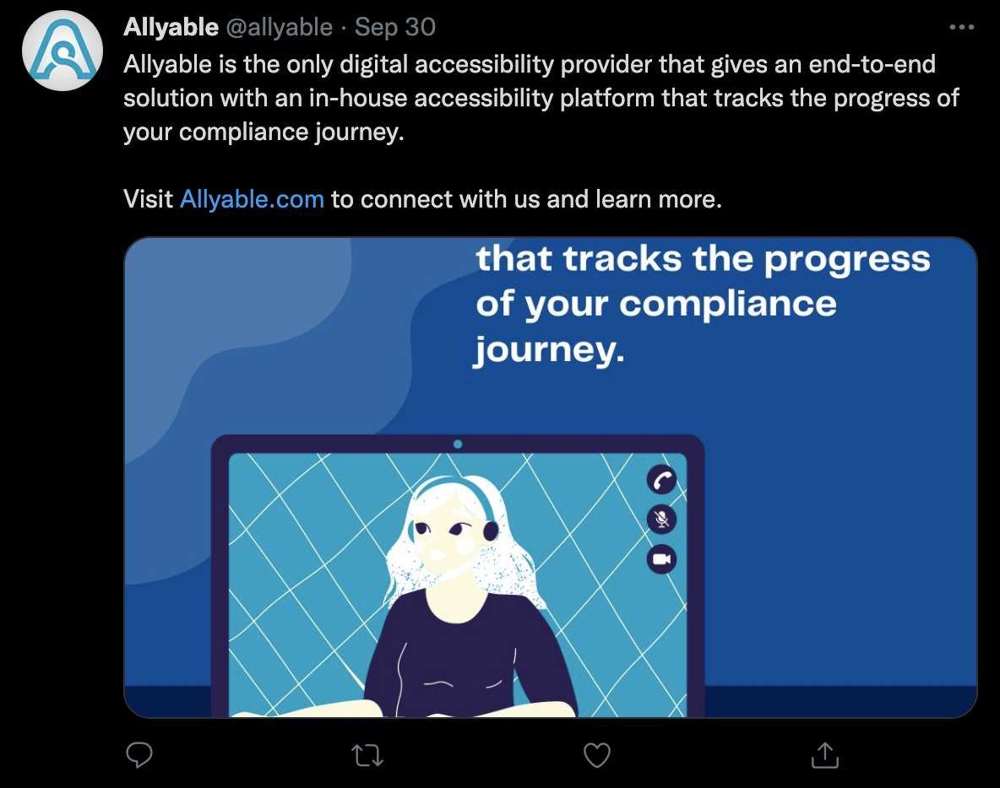 Allyable @allyable · Sep 30
Allyable is the only digital accessibility provider that gives an end-to-end
solution with an in-house accessibility platform that tracks the progress of
your compliance journey.
Visit Allyable.com to connect with us and learn more.
that tracks the progress
of your compliance
journey.